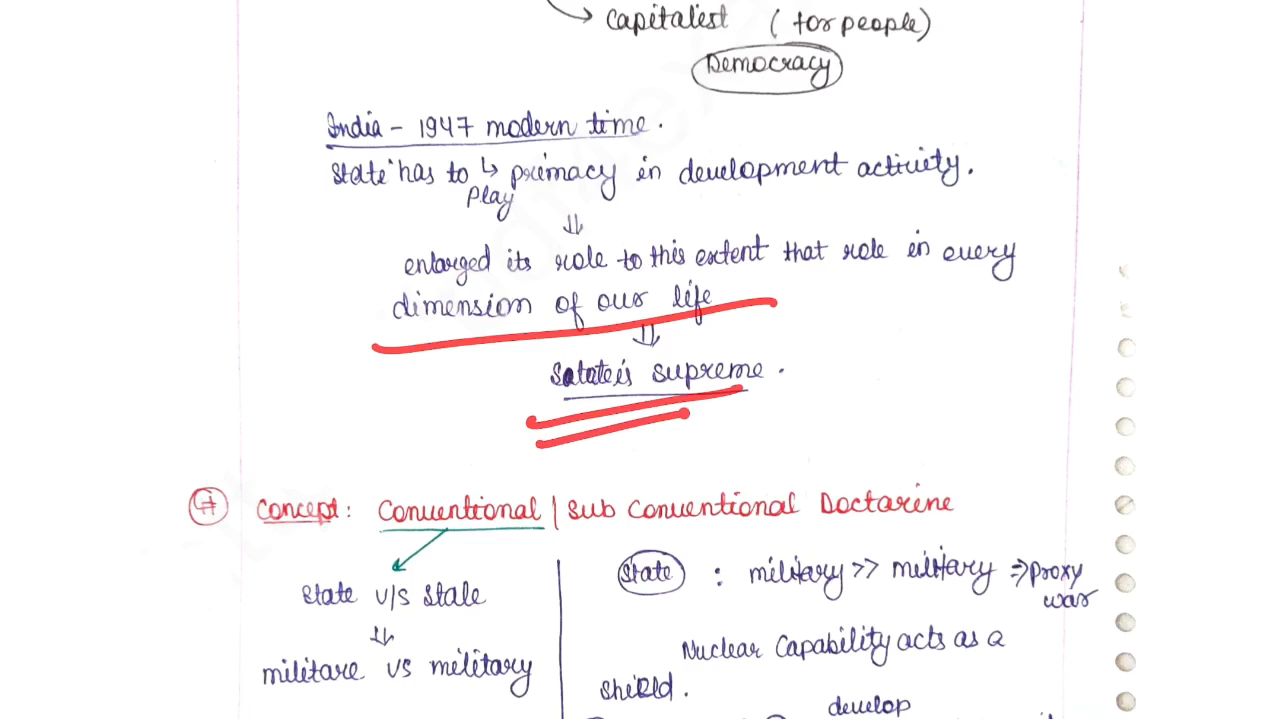 Capitalist (for people)
Democracy
India - 1947 modern time.
State has to ↳ primacy in development activiety.
Play
⇓
enlarged its role to this extent that role in every
dimension of our life
⇓
Satate is supreme.
# Concept: Conventional | Sub Conventional Doctarine
State v/s State
⇓
militare vs military
State : military >> military ⇒ proxy
war
Nuclear Capability acts as a
Shield.
develop